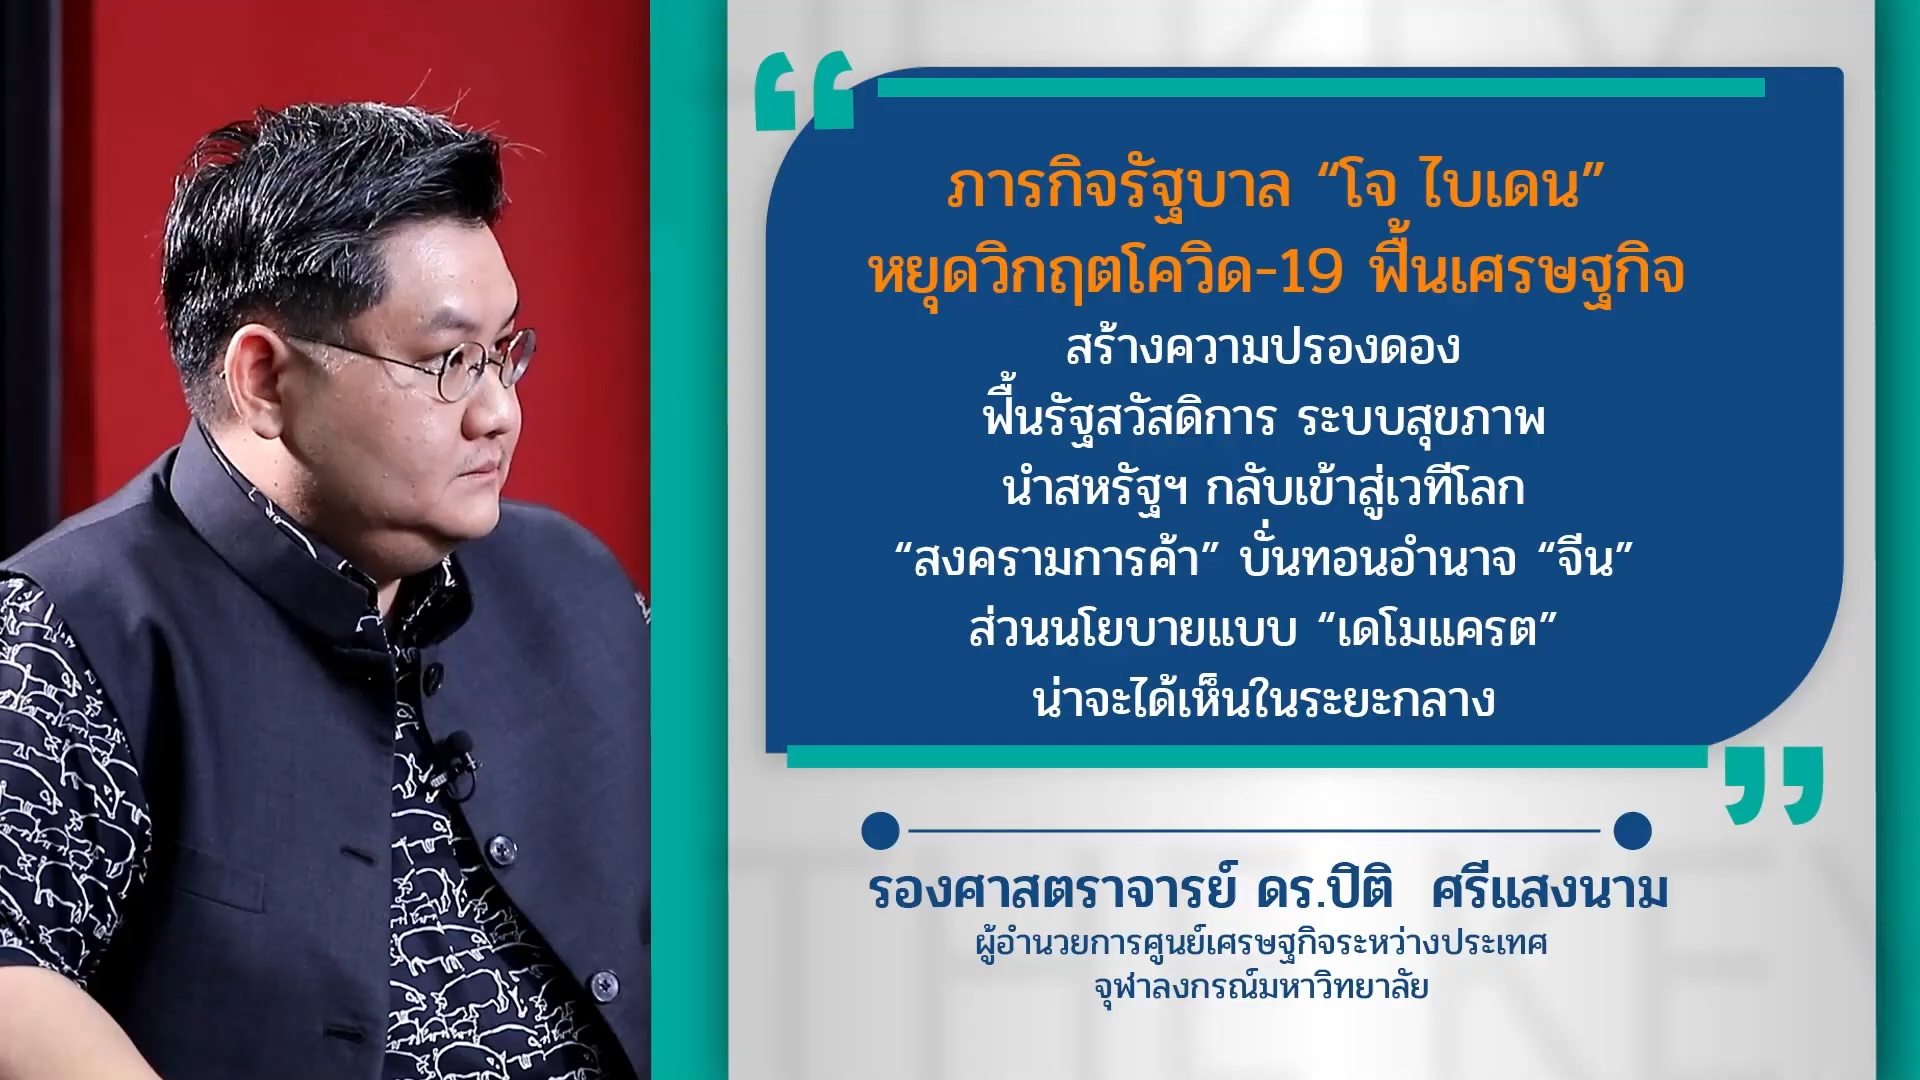 ภารกิจรัฐบาล “โจ ไบเดน”
หยุดวิกฤตโควิด-19 ฟื้นเศรษฐกิจ
สร้างความปรองดอง
ฟื้นรัฐสวัสดิการ ระบบสุขภาพ
นำสหรัฐฯ กลับเข้าสู่เวทีโลก
“สงครามการค้า” บั่นทอนอำนาจ “จีน”
ส่วนนโยบายแบบ “เดโมแครต”
น่าจะได้เห็นในระยะกลาง
รองศาสตราจารย์ ดร.ปิติ ศรีแสงนาม
ผู้อำนวยการศูนย์เศรษฐกิจระหว่างประเทศ
จุฬาลงกรณ์มหาวิทยาลัย